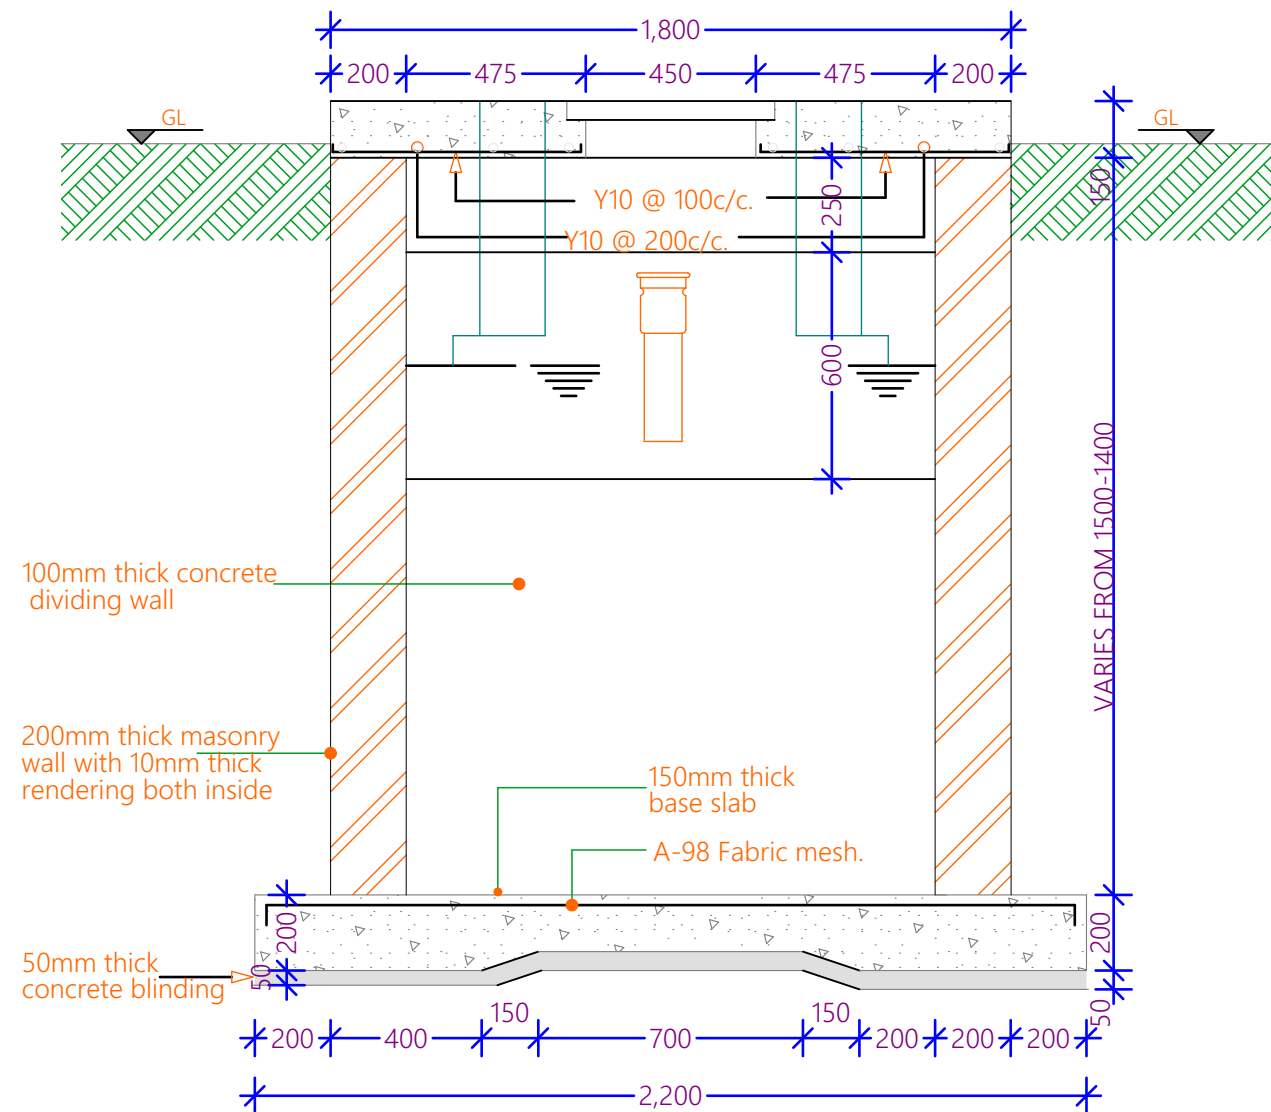 1,800
200 475 450 475 200
GL
GL
150
250
Y10 @ 100c/c.
Y10 @ 200c/c.
600
VARIES FROM 1500-1400
100mm thick concrete
dividing wall
200mm thick masonry
wall with 10mm thick
rendering both inside
150mm thick
base slab
A-98 Fabric mesh.
200
200
50mm thick
concrete blinding
50
50
150 150
200 400 700 200 200 200
2,200